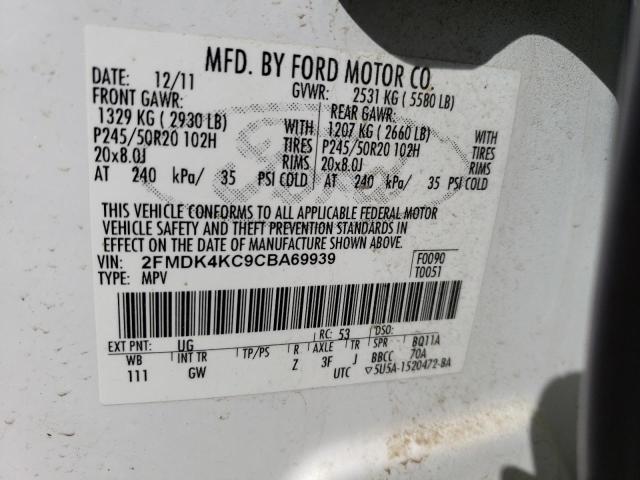 MFD. BY FORD MOTOR CO.
DATE: 12/11 GVWR: 2531 KG ( 5580 LB)
FRONT GAWR: REAR GAWR:
1329 KG ( 2930 LB) WITH 1207 KG ( 2660 LB) WITH
P245/50R20 102H TIRES P245/50R20 102H TIRES
20x8.0J RIMS 20x8.0J RIMS
AT 240 kPa/ 35 PSI COLD AT 240 kPa/ 35 PSI COLD
THIS VEHICLE CONFORMS TO ALL APPLICABLE FEDERAL MOTOR
VEHICLE SAFETY AND THEFT PREVENTION STANDARDS IN
EFFECT ON THE DATE OF MANUFACTURE SHOWN ABOVE.
VIN: 2FMDK4KC9CBA69939 F0090
TYPE: MPV T0051
EXT PNT: UG RC: 53 DSO:
WB INT TR TP/PS R AXLE TR SPR BQ11A
111 GW Z 3F J BBCC 70A
UTC ▽5U5A-1520472-BA